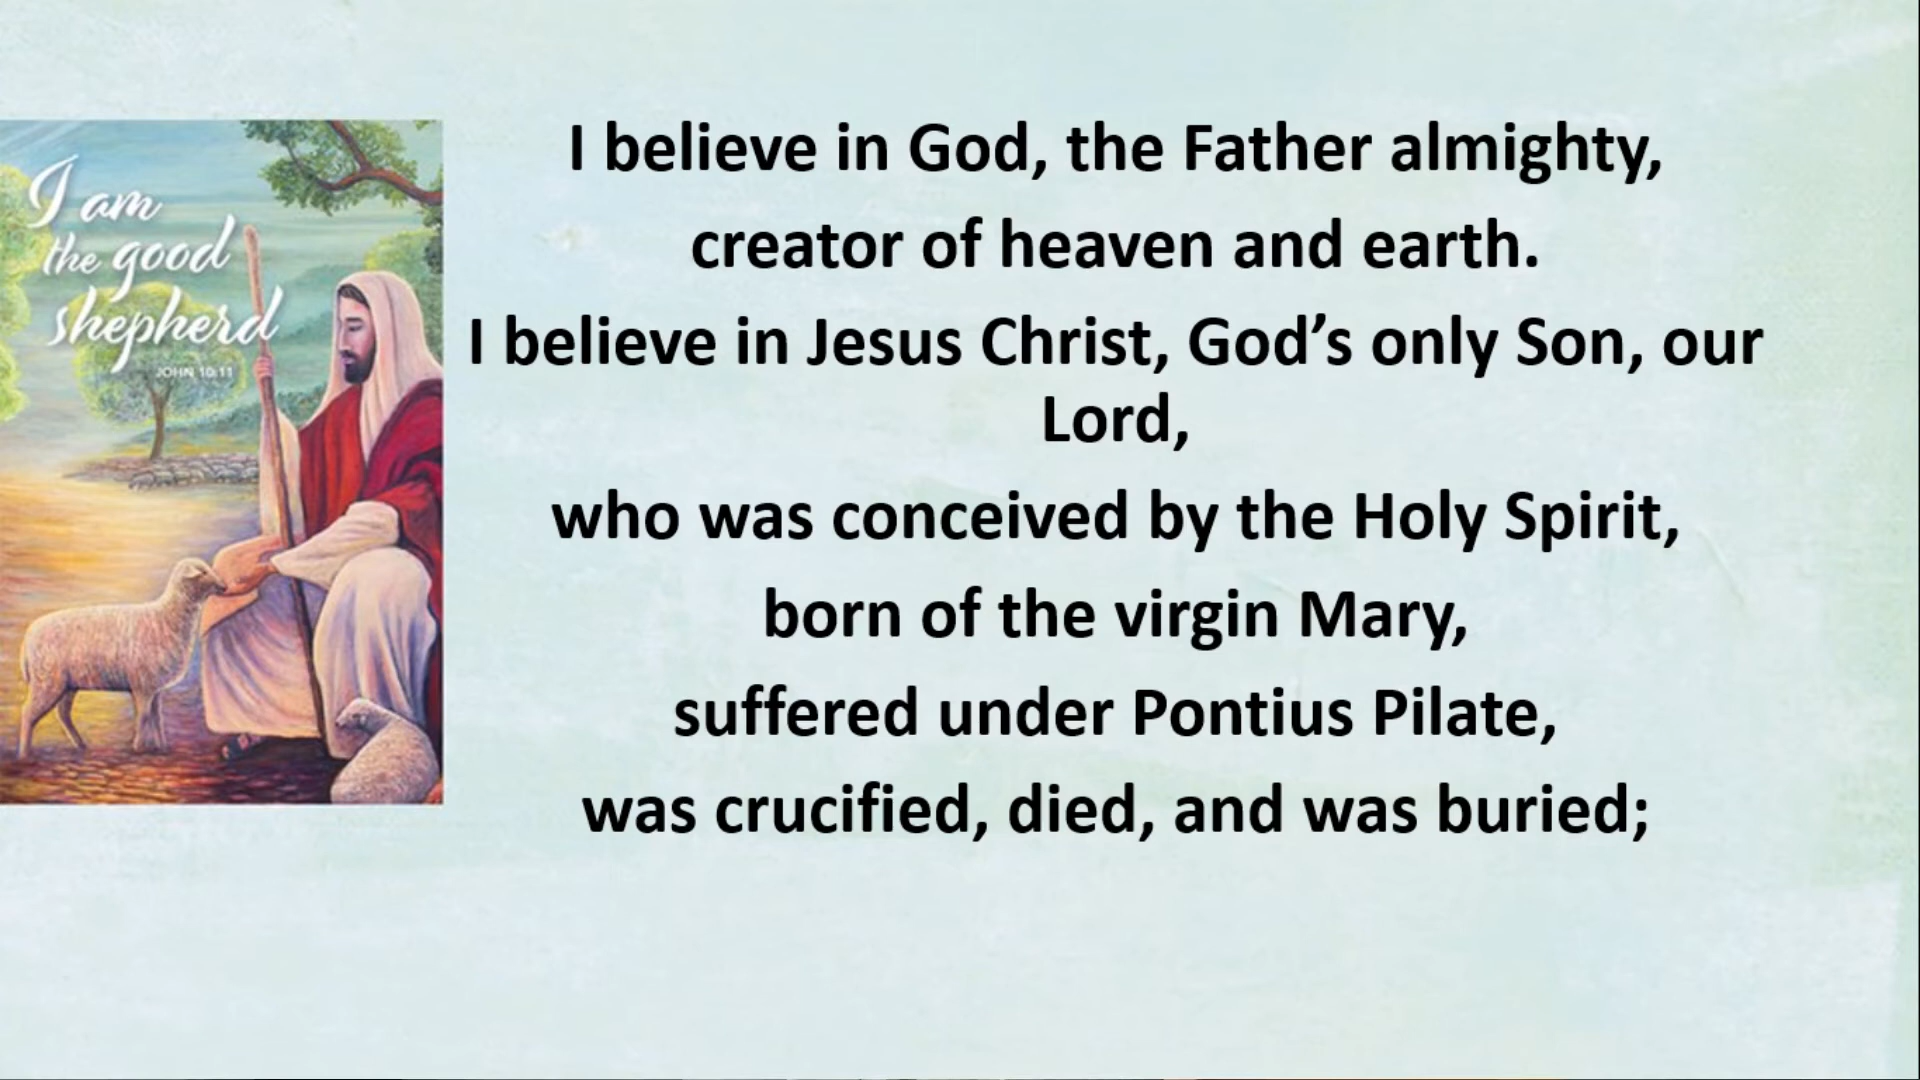 I am
the good
shepherd
JOHN 10:11
I believe in God, the Father almighty,
creator of heaven and earth.
I believe in Jesus Christ, God’s only Son, our
Lord,
who was conceived by the Holy Spirit,
born of the virgin Mary,
suffered under Pontius Pilate,
was crucified, died, and was buried;